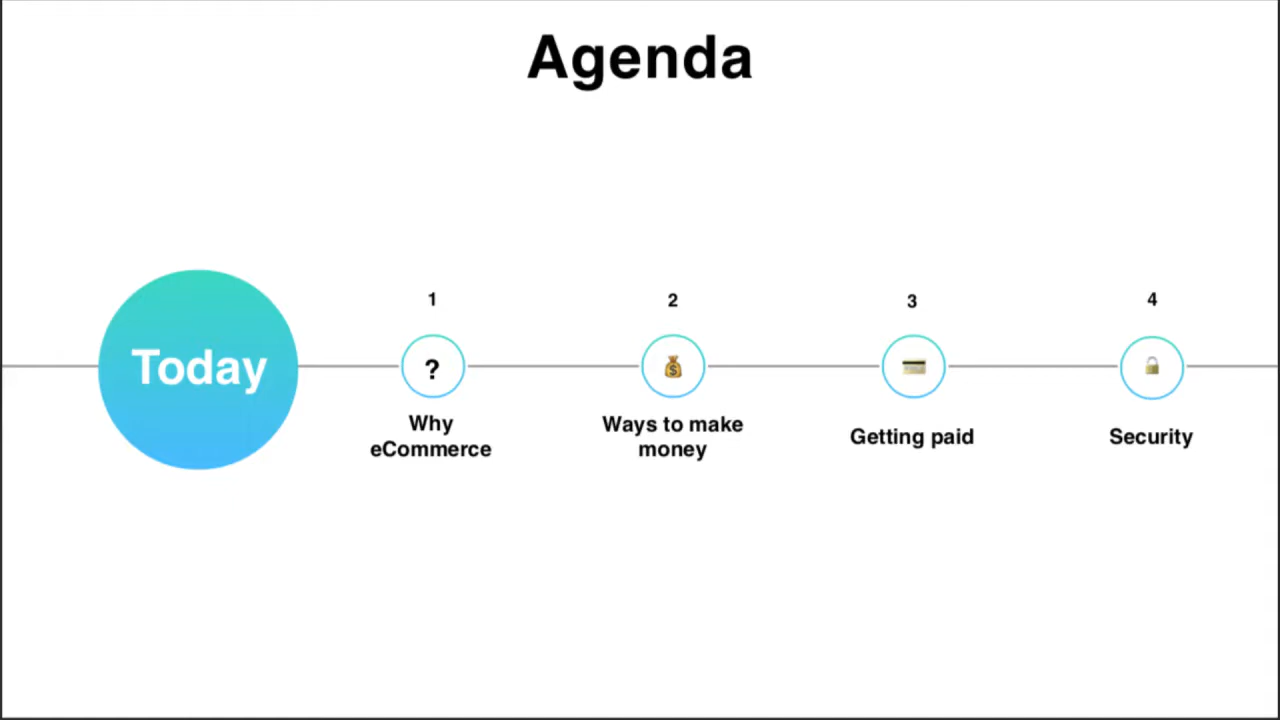 Agenda
Today
1
?
Why
eCommerce
2
$
Ways to make
money
3
Getting paid
4
Security